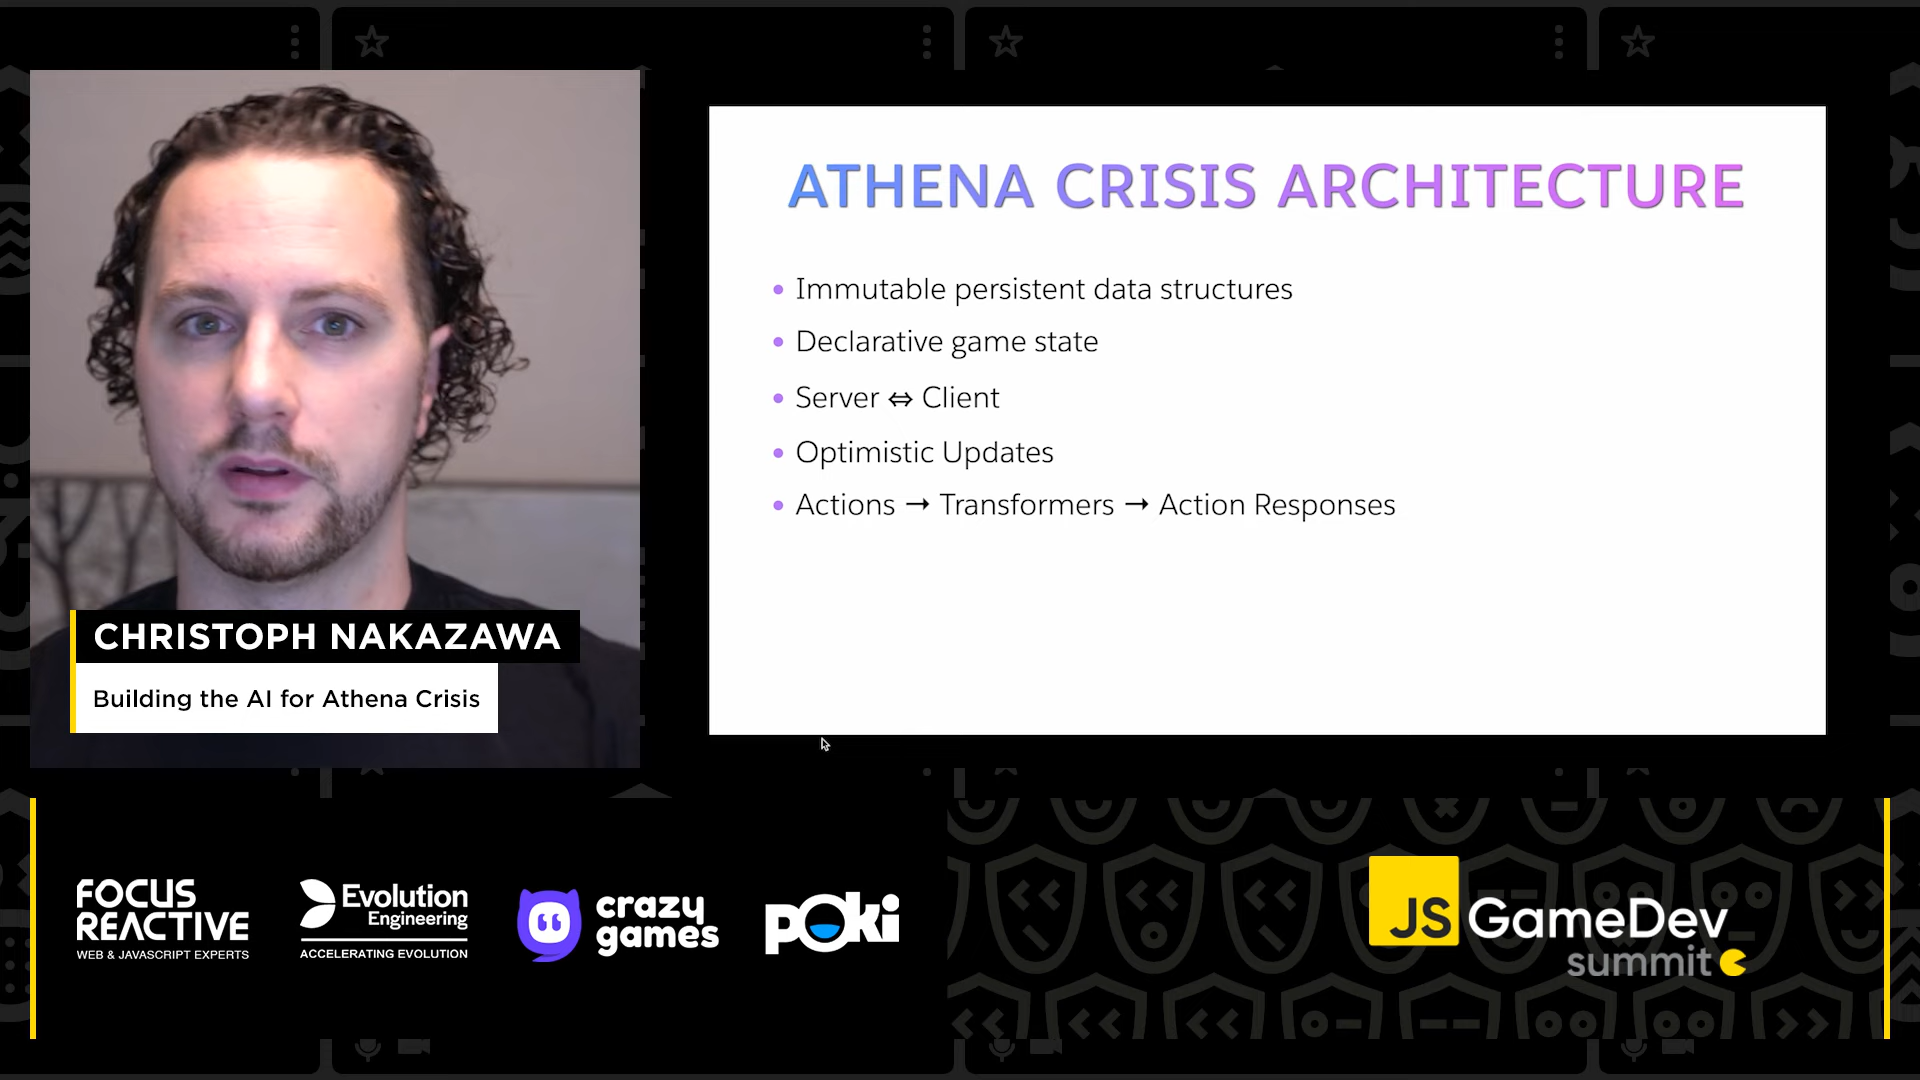 ATHENA CRISIS ARCHITECTURE
• Immutable persistent data structures
• Declarative game state
• Server ⇔ Client
• Optimistic Updates
• Actions → Transformers → Action Responses
CHRISTOPH NAKAZAWA
Building the AI for Athena Crisis
FOCUS
REACTIVE
WEB & JAVASCRIPT EXPERTS
Evolution
Engineering
ACCELERATING EVOLUTION
crazy
games
poki
JS GameDev
summit